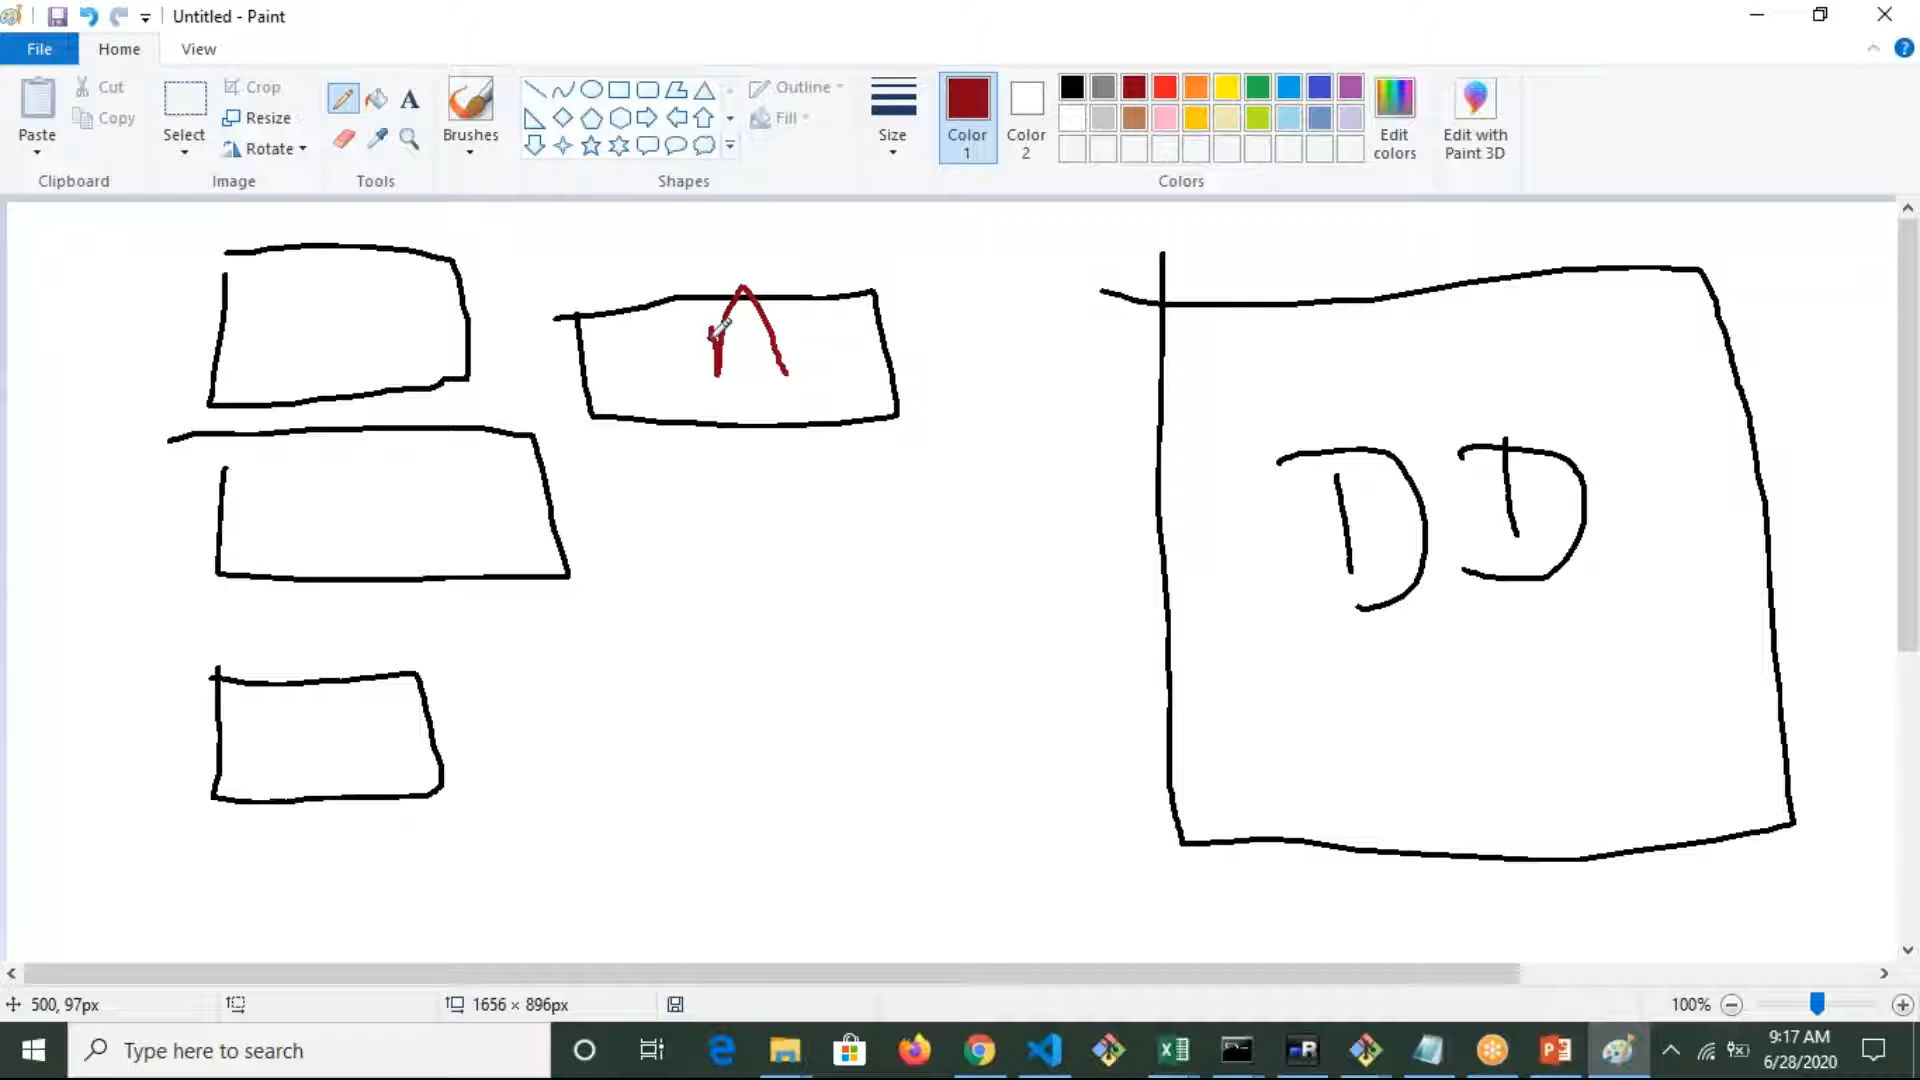 Untitled - Paint
File Home View
Paste Cut Copy Select Crop Resize Rotate Brushes Outline Fill Size Color 1 Color 2 Edit colors Edit with Paint 3D
Clipboard Image Tools Shapes Colors
A
DD
500, 97px 1656 × 896px 100%
Type here to search 9:17 AM
6/28/2020